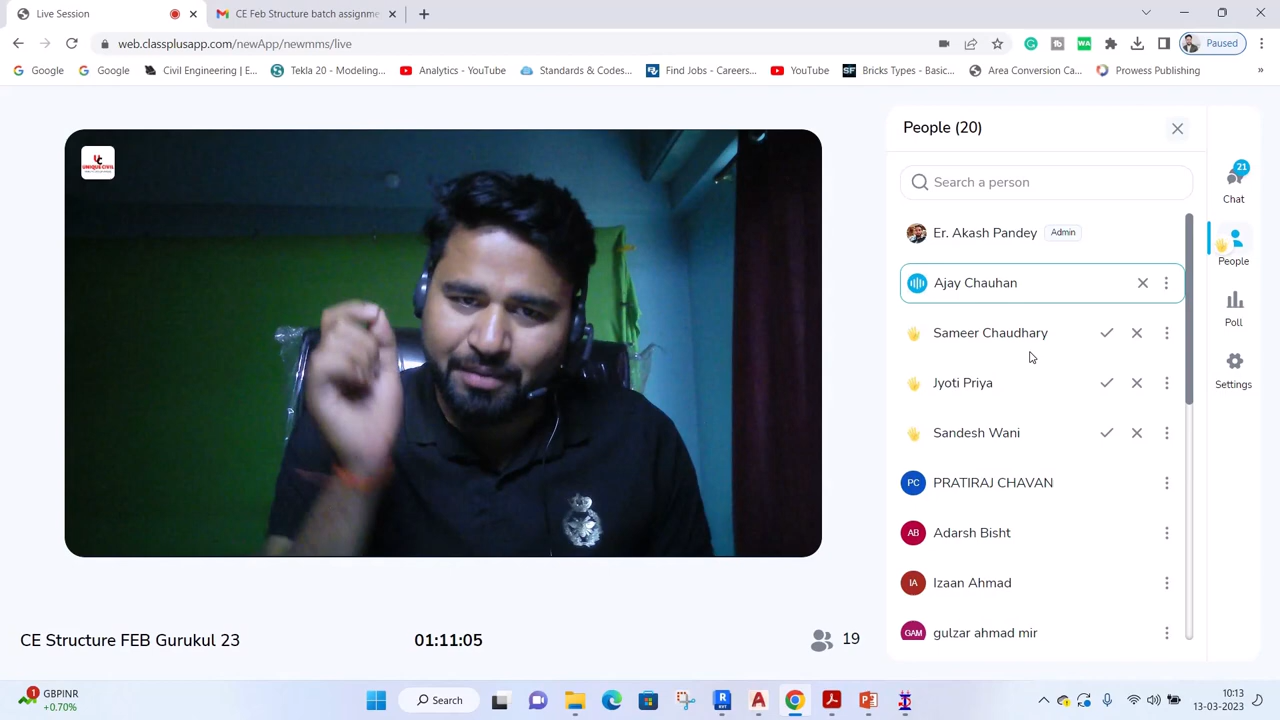 Live Session
CE Feb Structure batch assignme
web.classplusapp.com/newApp/newmms/live
Paused
Google
Google
Civil Engineering | E...
Tekla 20 - Modeling...
Analytics - YouTube
Standards & Codes...
Find Jobs - Careers...
YouTube
Bricks Types - Basic...
Area Conversion Ca...
Prowess Publishing
»
UC
UNIQUE CIVIL
People (20)
Search a person
Er. Akash Pandey Admin
Ajay Chauhan
Sameer Chaudhary
Jyoti Priya
Sandesh Wani
PC PRATIRAJ CHAVAN
AB Adarsh Bisht
IA Izaan Ahmad
GAM gulzar ahmad mir
21
Chat
People
Poll
Settings
CE Structure FEB Gurukul 23
01:11:05
19
1
GBPINR
+0.70%
Search
10:13
13-03-2023